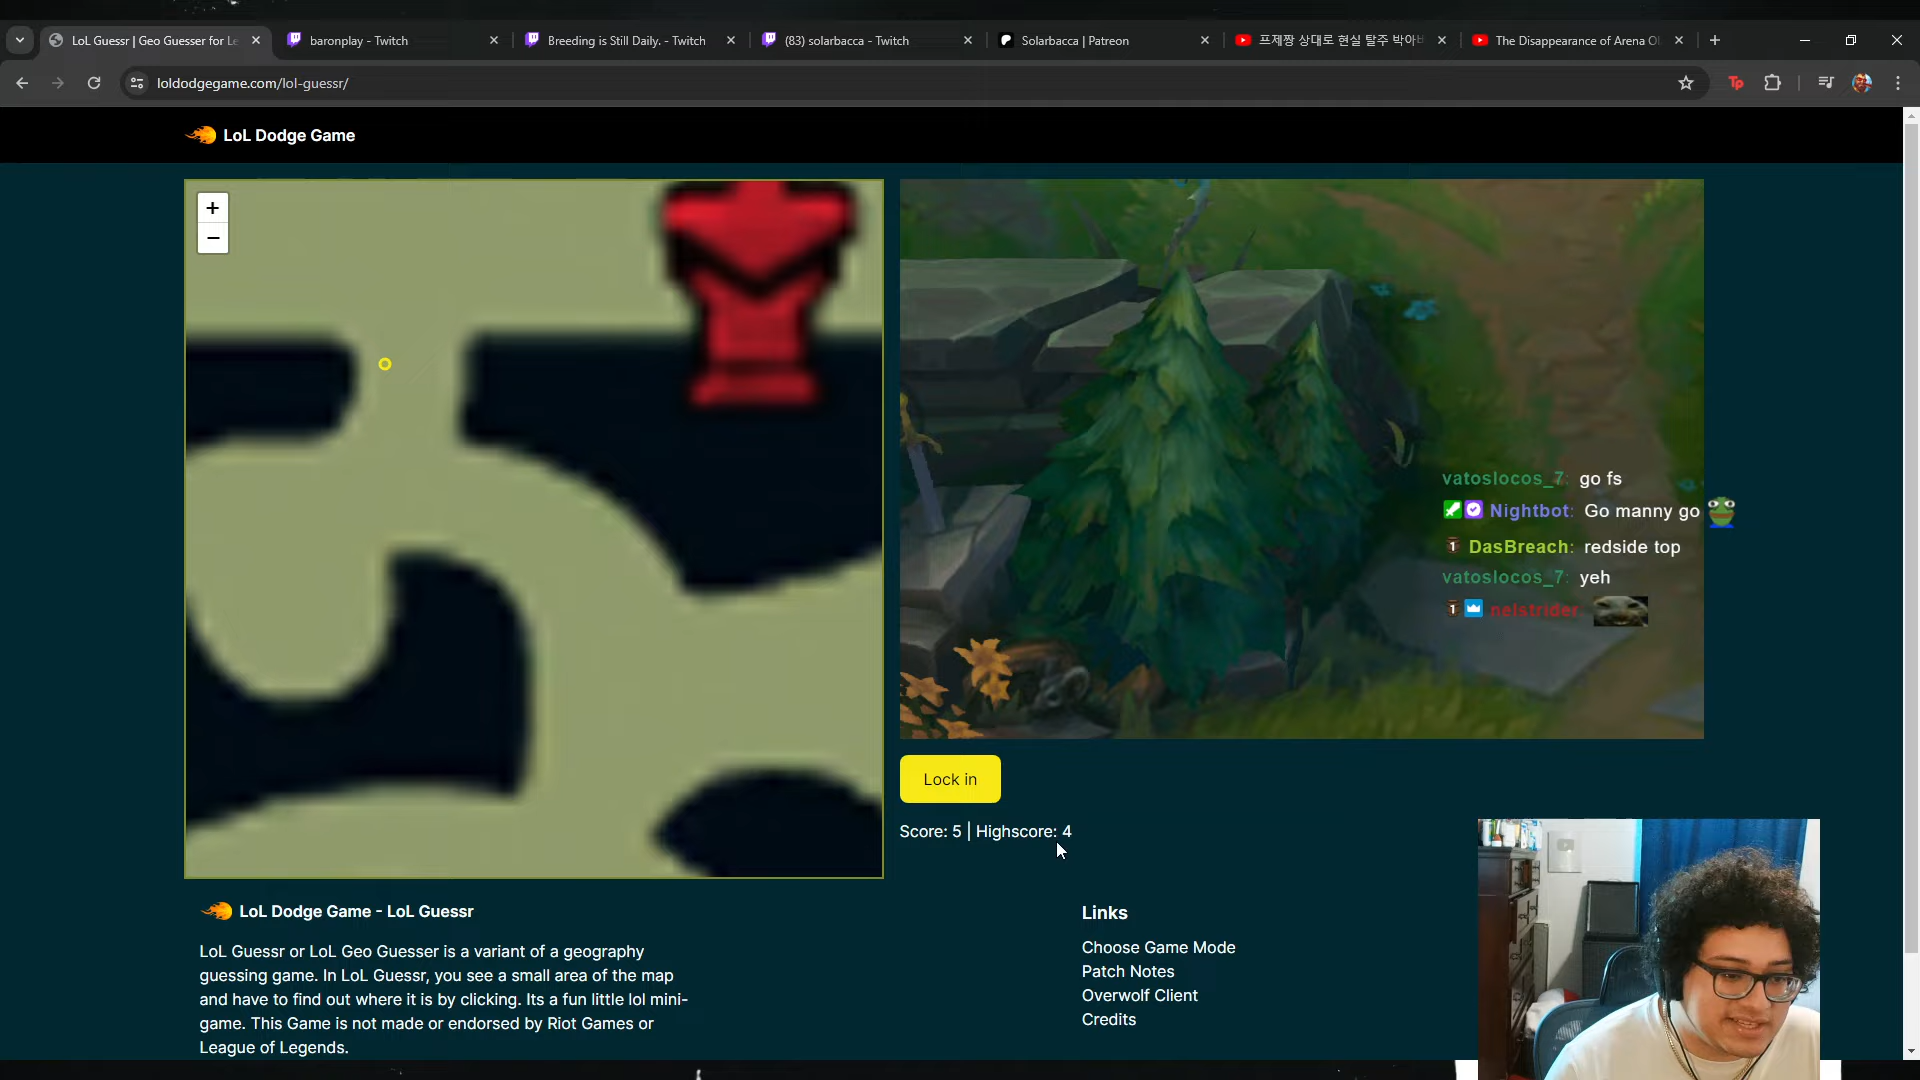 LoL Guessr | Geo Guesser for Le
baronplay - Twitch
Breeding is Still Daily. - Twitch
(83) solarbacca - Twitch
Solarbacca | Patreon
프제짱 상대로 현실 탈주 박아버
The Disappearance of Arena OL
loldodgegame.com/lol-guessr/
Tp
LoL Dodge Game
+
−
vatoslocos_7: go fs
Nightbot: Go manny go
1 DasBreach: redside top
vatoslocos_7: yeh
1 nelstrider
Lock in
Score: 5 | Highscore: 4
LoL Dodge Game - LoL Guessr
LoL Guessr or LoL Geo Guesser is a variant of a geography
guessing game. In LoL Guessr, you see a small area of the map
and have to find out where it is by clicking. Its a fun little lol mini-
game. This Game is not made or endorsed by Riot Games or
League of Legends.
Links
Choose Game Mode
Patch Notes
Overwolf Client
Credits